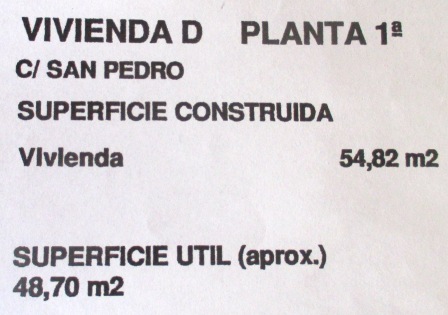 VIVIENDA D PLANTA 1ª
C/ SAN PEDRO
SUPERFICIE CONSTRUIDA
VIvienda 54,82 m2
SUPERFICIE UTIL (aprox.)
48,70 m2